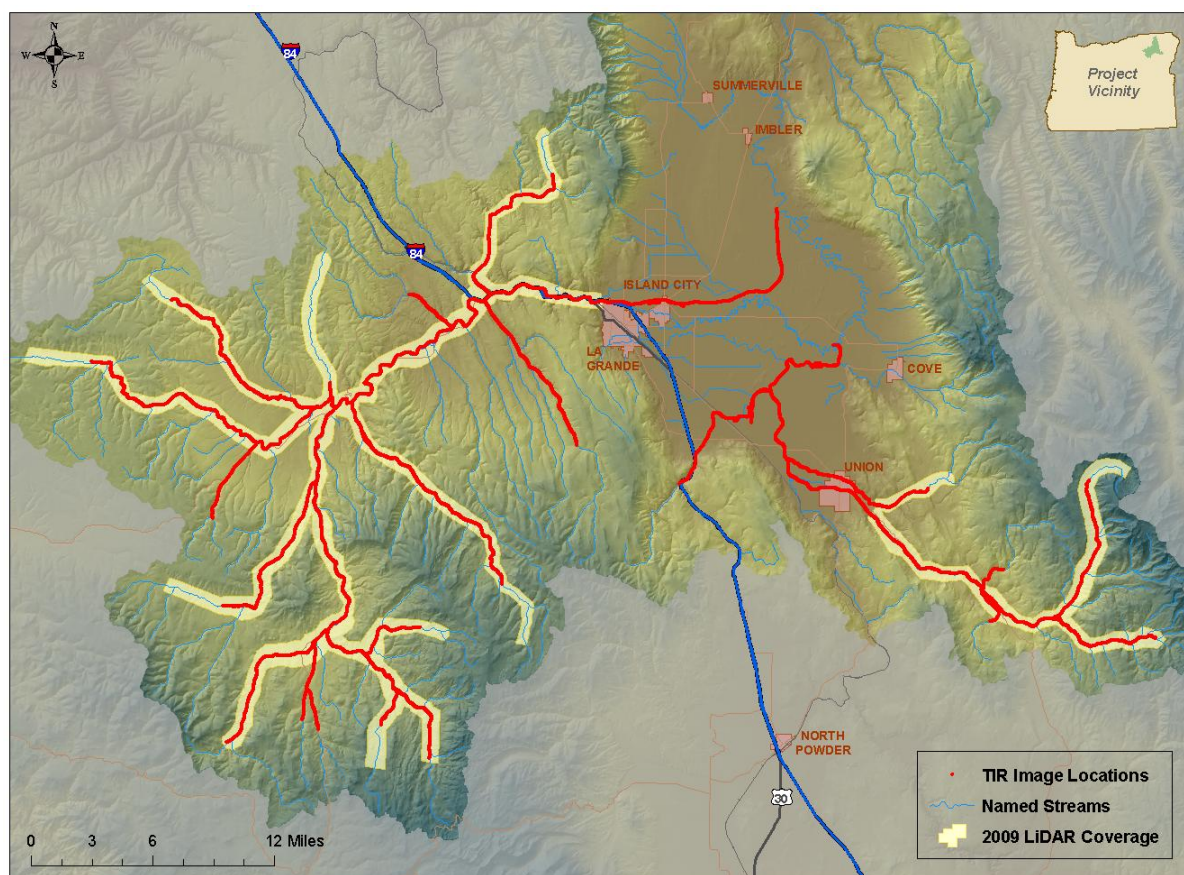 N
W E
S
84
84
SUMMERVILLE
IMBLER
Project
Vicinity
ISLAND CITY
LA
GRANDE
COVE
UNION
NORTH
POWDER
30
TIR Image Locations
Named Streams
2009 LiDAR Coverage
0 3 6 12 Miles